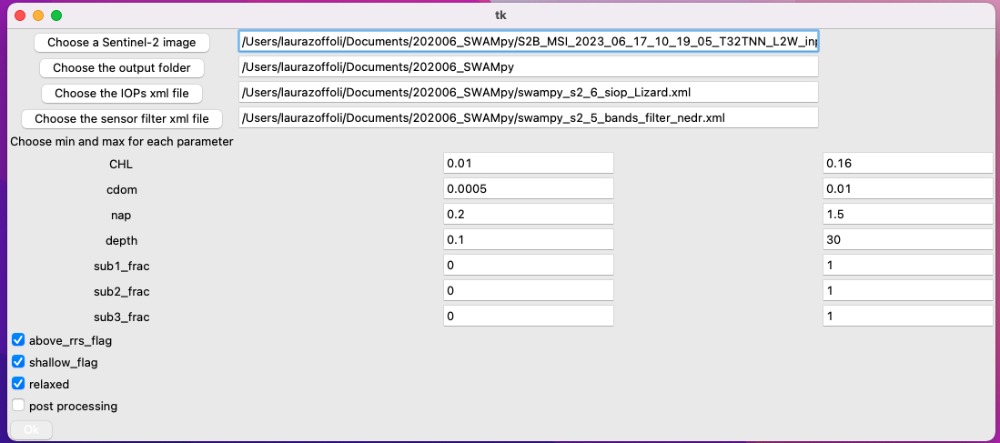 tk
Choose a Sentinel-2 image /Users/laurazoffoli/Documents/202006_SWAMpy/S2B_MSI_2023_06_17_10_19_05_T32TNN_L2W_inp
Choose the output folder /Users/laurazoffoli/Documents/202006_SWAMpy
Choose the IOPs xml file /Users/laurazoffoli/Documents/202006_SWAMpy/swampy_s2_6_siop_Lizard.xml
Choose the sensor filter xml file /Users/laurazoffoli/Documents/202006_SWAMpy/swampy_s2_5_bands_filter_nedr.xml
Choose min and max for each parameter
CHL 0.01 0.16
cdom 0.0005 0.01
nap 0.2 1.5
depth 0.1 30
sub1_frac 0 1
sub2_frac 0 1
sub3_frac 0 1
above_rrs_flag
shallow_flag
relaxed
post processing
Ok